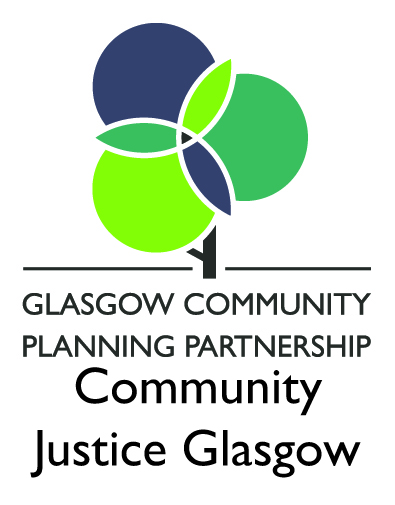 GLASGOW COMMUNITY
PLANNING PARTNERSHIP
Community
Justice Glasgow